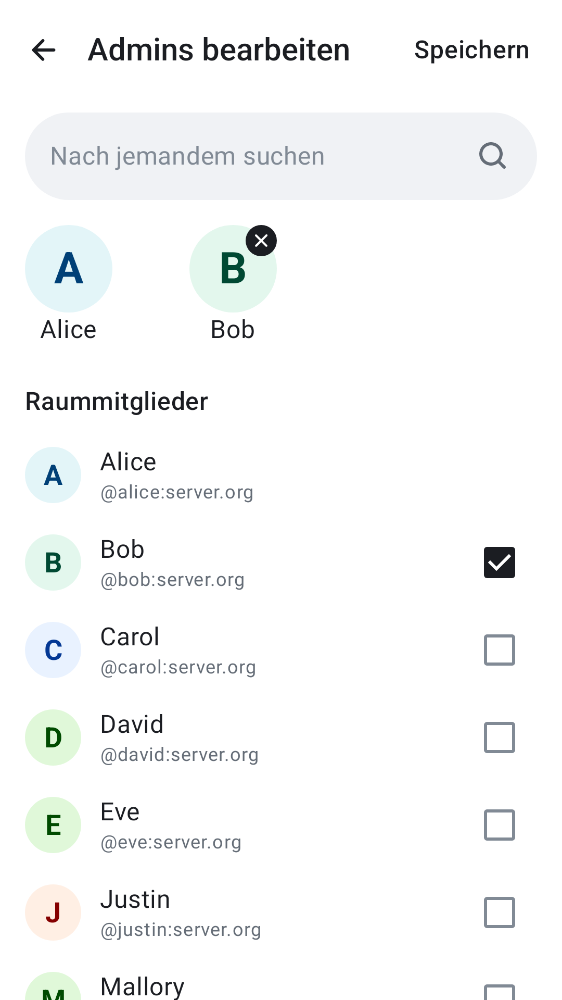 Admins bearbeiten
Speichern
Nach jemandem suchen
A
B
Alice
Bob
Raummitglieder
A
Alice
@alice:server.org
B
Bob
@bob:server.org
C
Carol
@carol:server.org
D
David
@david:server.org
E
Eve
@eve:server.org
J
Justin
@justin:server.org
M
Mallory